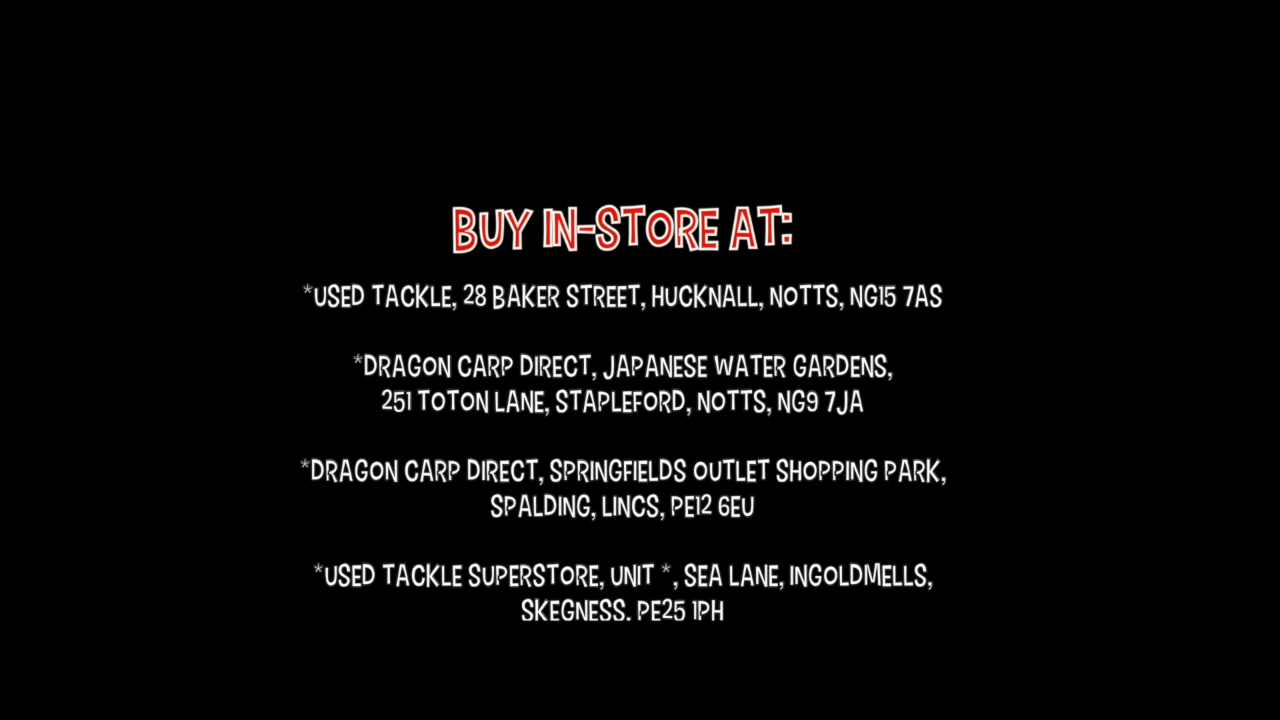 BUY IN-STORE AT:
*USED TACKLE, 28 BAKER STREET, HUCKNALL, NOTTS, NG15 7AS
*DRAGON CARP DIRECT, JAPANESE WATER GARDENS,
251 TOTON LANE, STAPLEFORD, NOTTS, NG9 7JA
*DRAGON CARP DIRECT, SPRINGFIELDS OUTLET SHOPPING PARK,
SPALDING, LINCS, PE12 6EU
*USED TACKLE SUPERSTORE, UNIT *, SEA LANE, INGOLDMELLS,
SKEGNESS. PE25 1PH